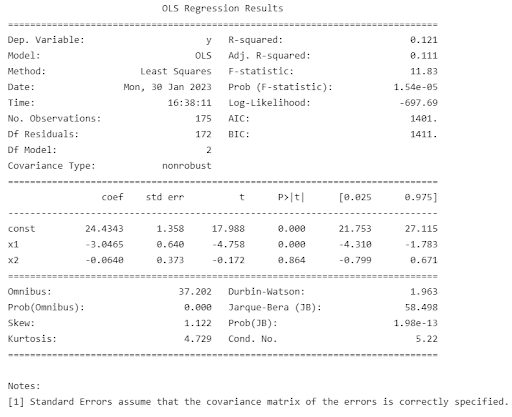 OLS Regression Results
==============================================================================
Dep. Variable: y R-squared: 0.121
Model: OLS Adj. R-squared: 0.111
Method: Least Squares F-statistic: 11.83
Date: Mon, 30 Jan 2023 Prob (F-statistic): 1.54e-05
Time: 16:38:11 Log-Likelihood: -697.69
No. Observations: 175 AIC: 1401.
Df Residuals: 172 BIC: 1411.
Df Model: 2
Covariance Type: nonrobust
==============================================================================
coef std err t P>|t| [0.025 0.975]
------------------------------------------------------------------------------
const 24.4343 1.358 17.988 0.000 21.753 27.115
x1 -3.0465 0.640 -4.758 0.000 -4.310 -1.783
x2 -0.0640 0.373 -0.172 0.864 -0.799 0.671
==============================================================================
Omnibus: 37.202 Durbin-Watson: 1.963
Prob(Omnibus): 0.000 Jarque-Bera (JB): 58.498
Skew: 1.122 Prob(JB): 1.98e-13
Kurtosis: 4.729 Cond. No. 5.22
==============================================================================
Notes:
[1] Standard Errors assume that the covariance matrix of the errors is correctly specified.